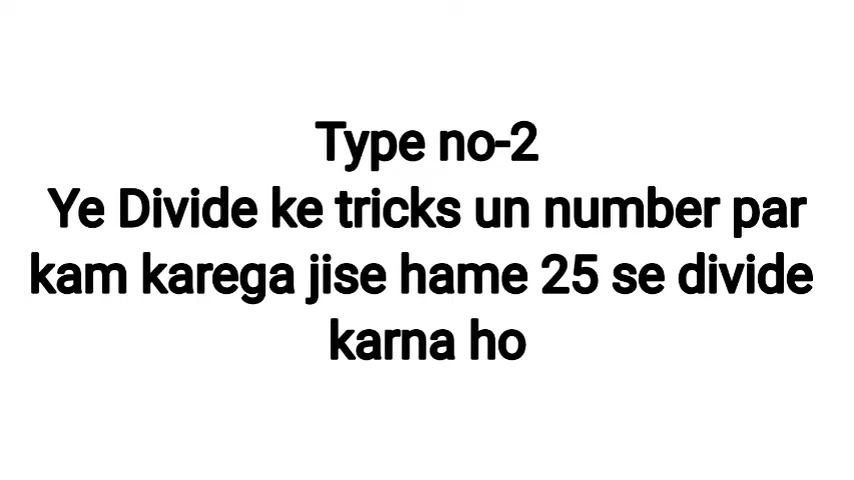 Type no-2
Ye Divide ke tricks un number par
kam karega jise hame 25 se divide
karna ho